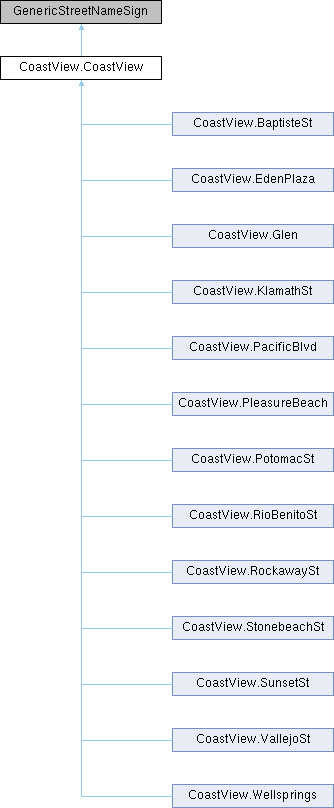 GenericStreetNameSign
CoastView.CoastView
CoastView.BaptisteSt
CoastView.EdenPlaza
CoastView.Glen
CoastView.KlamathSt
CoastView.PacificBlvd
CoastView.PleasureBeach
CoastView.PotomacSt
CoastView.RioBenitoSt
CoastView.RockawaySt
CoastView.StonebeachSt
CoastView.SunsetSt
CoastView.VallejoSt
CoastView.Wellsprings